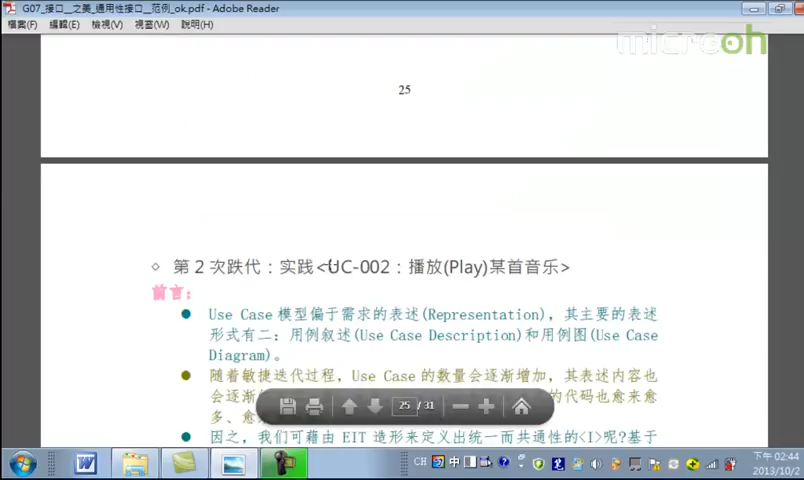 G07_接口__之美_通用性接口__范例_ok.pdf - Adobe Reader
檔案(F) 編輯(E) 檢視(V) 視窗(W) 說明(H)
microoh
25
◇ 第 2 次跌代：实践<UC-002：播放(Play)某首音乐>
前言：
● Use Case 模型偏于需求的表述(Representation)，其主要的表述
形式有二：用例叙述(Use Case Description)和用例图(Use Case
Diagram)。
● 随着敏捷迭代过程，Use Case 的数量会逐渐增加，其表述内容也
会逐渐 的代码也愈来愈
多、愈
25 / 31
● 因之，我们可藉由 EIT 造形来定义出统一而共通性的<I>呢?基于
CH 中
下午 02:44
2013/10/2